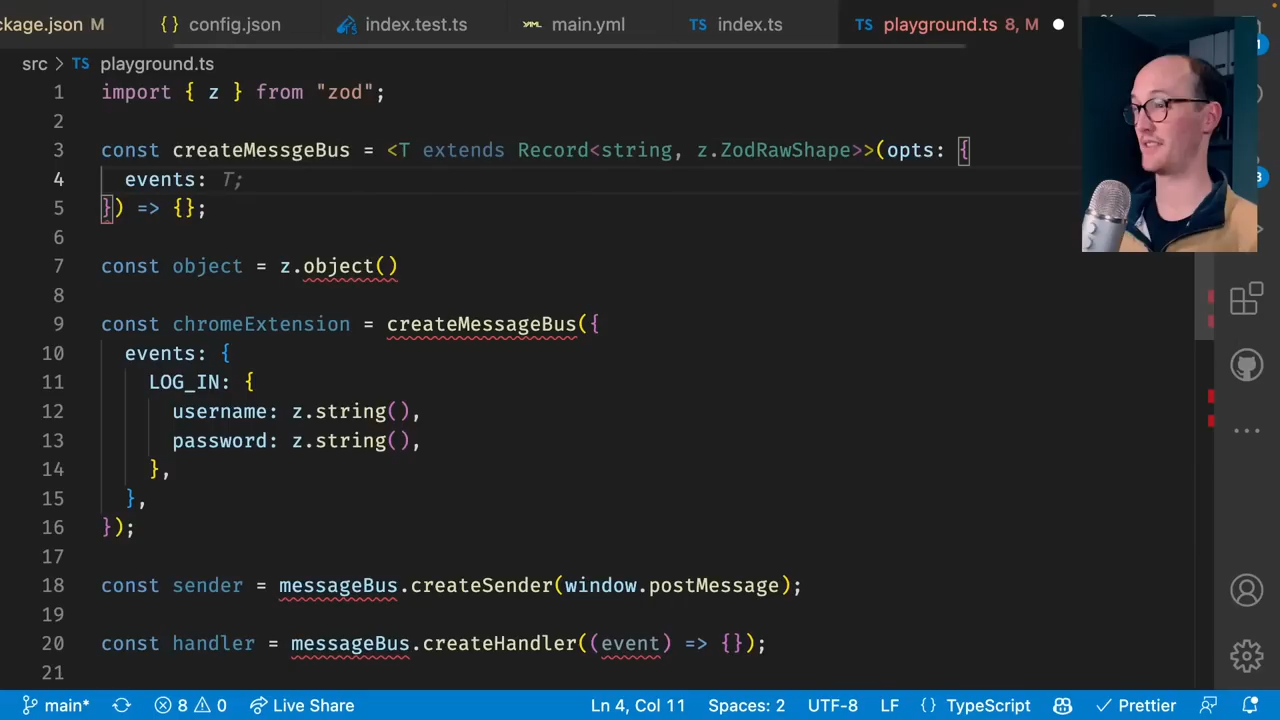 ckage.json M
{} config.json
index.test.ts
YML main.yml
TS index.ts
TS playground.ts 8, M
src > TS playground.ts
1 import { z } from "zod";
2
3 const createMessgeBus = <T extends Record<string, z.ZodRawShape>>(opts: {
4 events: T;
5 }) => {};
6
7 const object = z.object()
8
9 const chromeExtension = createMessageBus({
10 events: {
11 LOG_IN: {
12 username: z.string(),
13 password: z.string(),
14 },
15 },
16 });
17
18 const sender = messageBus.createSender(window.postMessage);
19
20 const handler = messageBus.createHandler((event) => {});
21
main* 8 0 Live Share Ln 4, Col 11 Spaces: 2 UTF-8 LF {} TypeScript Prettier